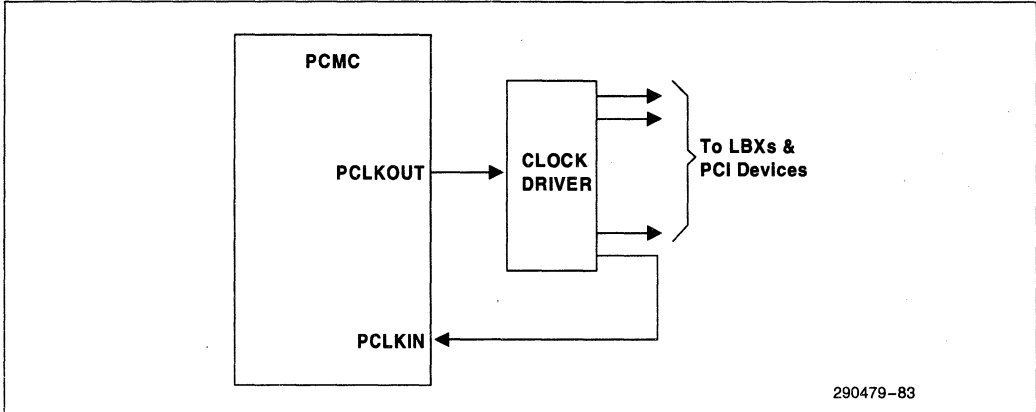 PCMC
PCLKOUT
CLOCK
DRIVER
To LBXs &
PCI Devices
PCLKIN
290479–83